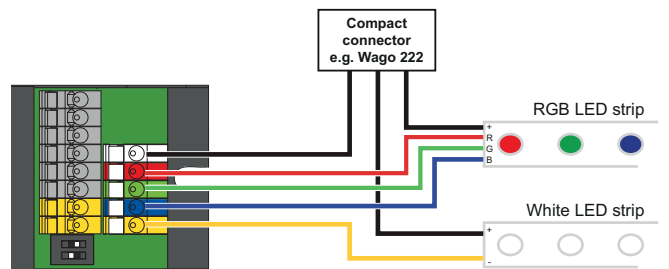 Compact
connector
e.g. Wago 222
RGB LED strip
+
R
G
B
White LED strip
+
-